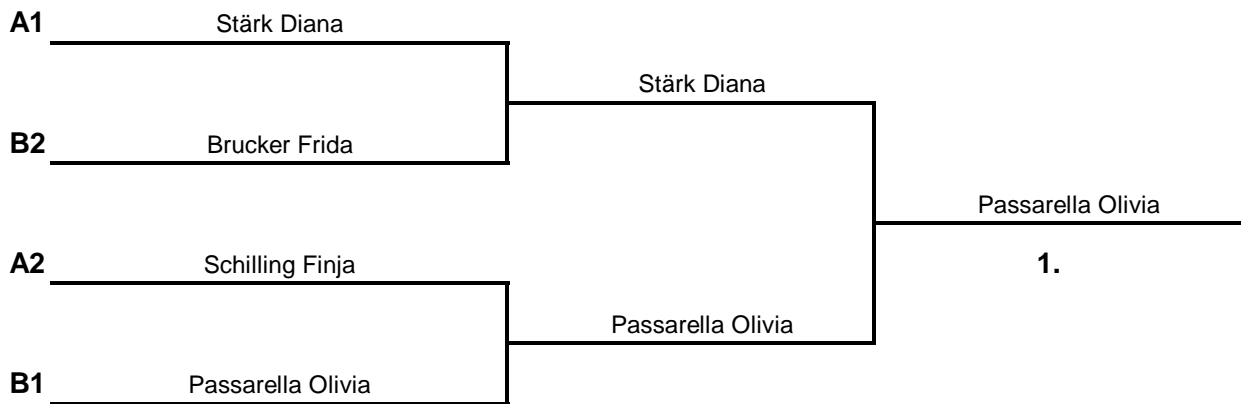 A1 Stärk Diana
Stärk Diana
B2 Brucker Frida
Passarella Olivia
A2 Schilling Finja
1.
Passarella Olivia
B1 Passarella Olivia